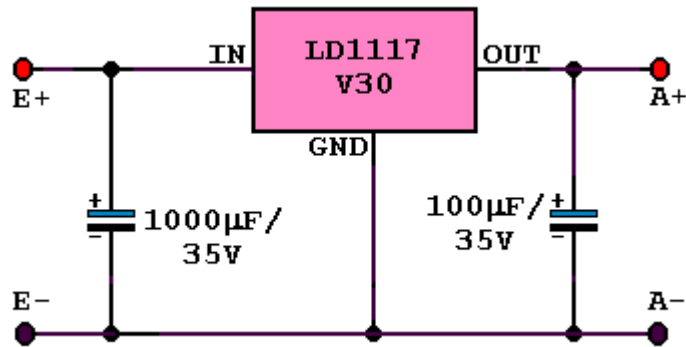 IN
LD1117
V30
OUT
E+
A+
GND
+
-
1000µF/
35V
100µF/
35V
+
-
E-
A-